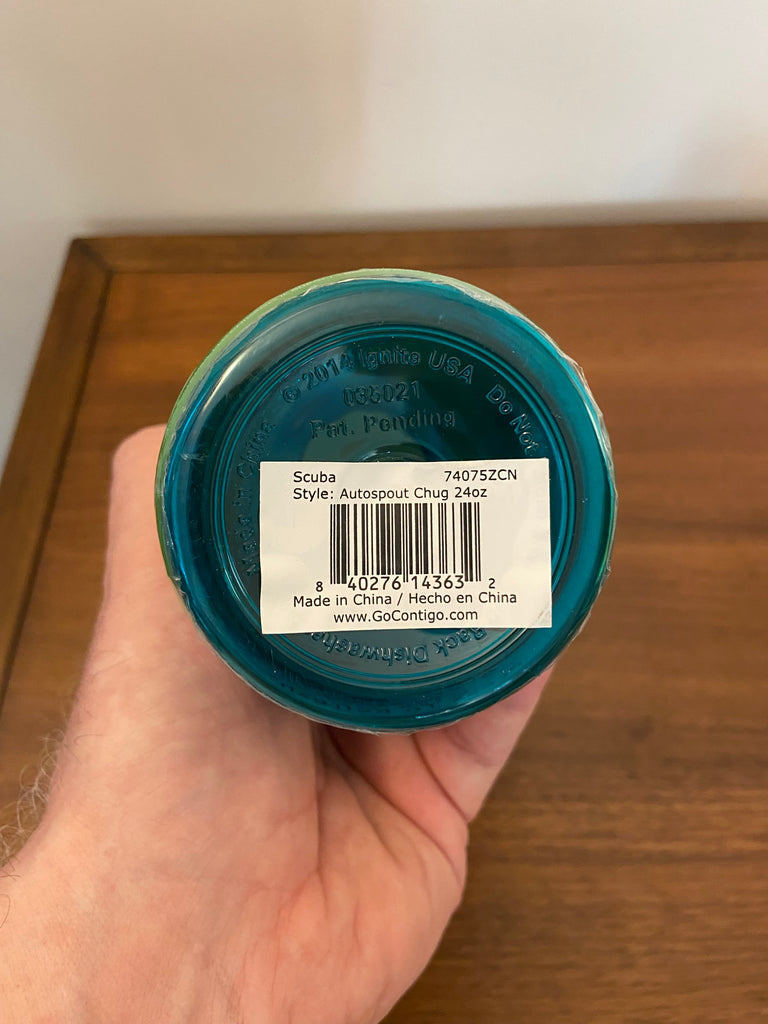 © 2014 Ignite USA
035021
Pat. Pending
Do Not
Made in China
Scuba 74075ZCN
Style: Autospout Chug 24oz
8 40276 14363 2
Made in China / Hecho en China
www.GoContigo.com
Rack Dishwasher